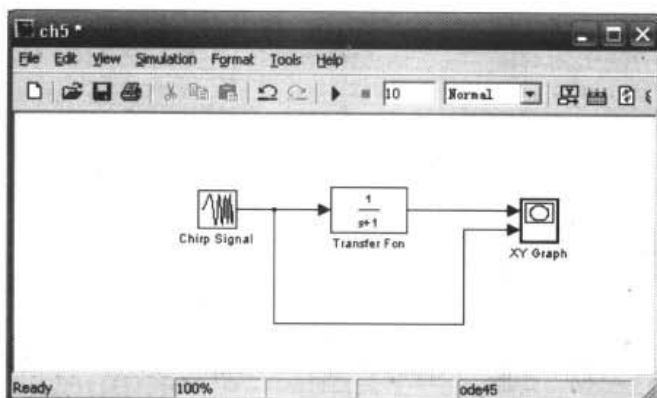 ch5 *
File Edit View Simulation Format Tools Help
10 Normal
1
s+1
Chirp Signal
Transfer Fcn
XY Graph
Ready 100% ode45